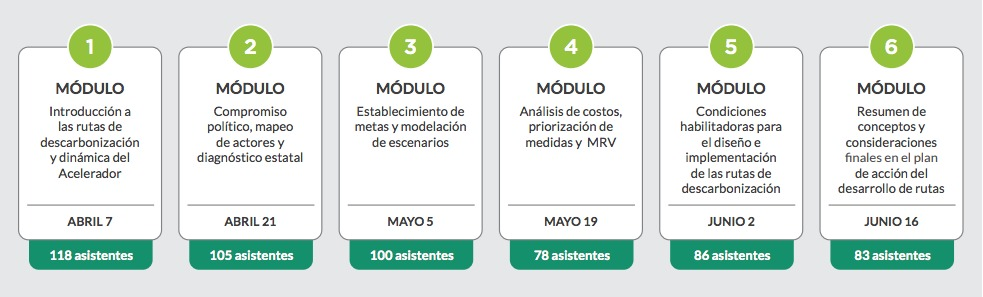 1
MÓDULO
Introducción a
las rutas de
descarbonización
y dinámica del
Acelerador
ABRIL 7
118 asistentes
2
MÓDULO
Compromiso
político, mapeo
de actores y
diagnóstico estatal
ABRIL 21
105 asistentes
3
MÓDULO
Establecimiento de
metas y modelación
de escenarios
MAYO 5
100 asistentes
4
MÓDULO
Análisis de costos,
priorización de
medidas y MRV
MAYO 19
78 asistentes
5
MÓDULO
Condiciones
habilitadoras para
el diseño e
implementación
de las rutas de
descarbonización
JUNIO 2
86 asistentes
6
MÓDULO
Resumen de
conceptos y
consideraciones
finales en el plan
de acción del
desarrollo de rutas
JUNIO 16
83 asistentes